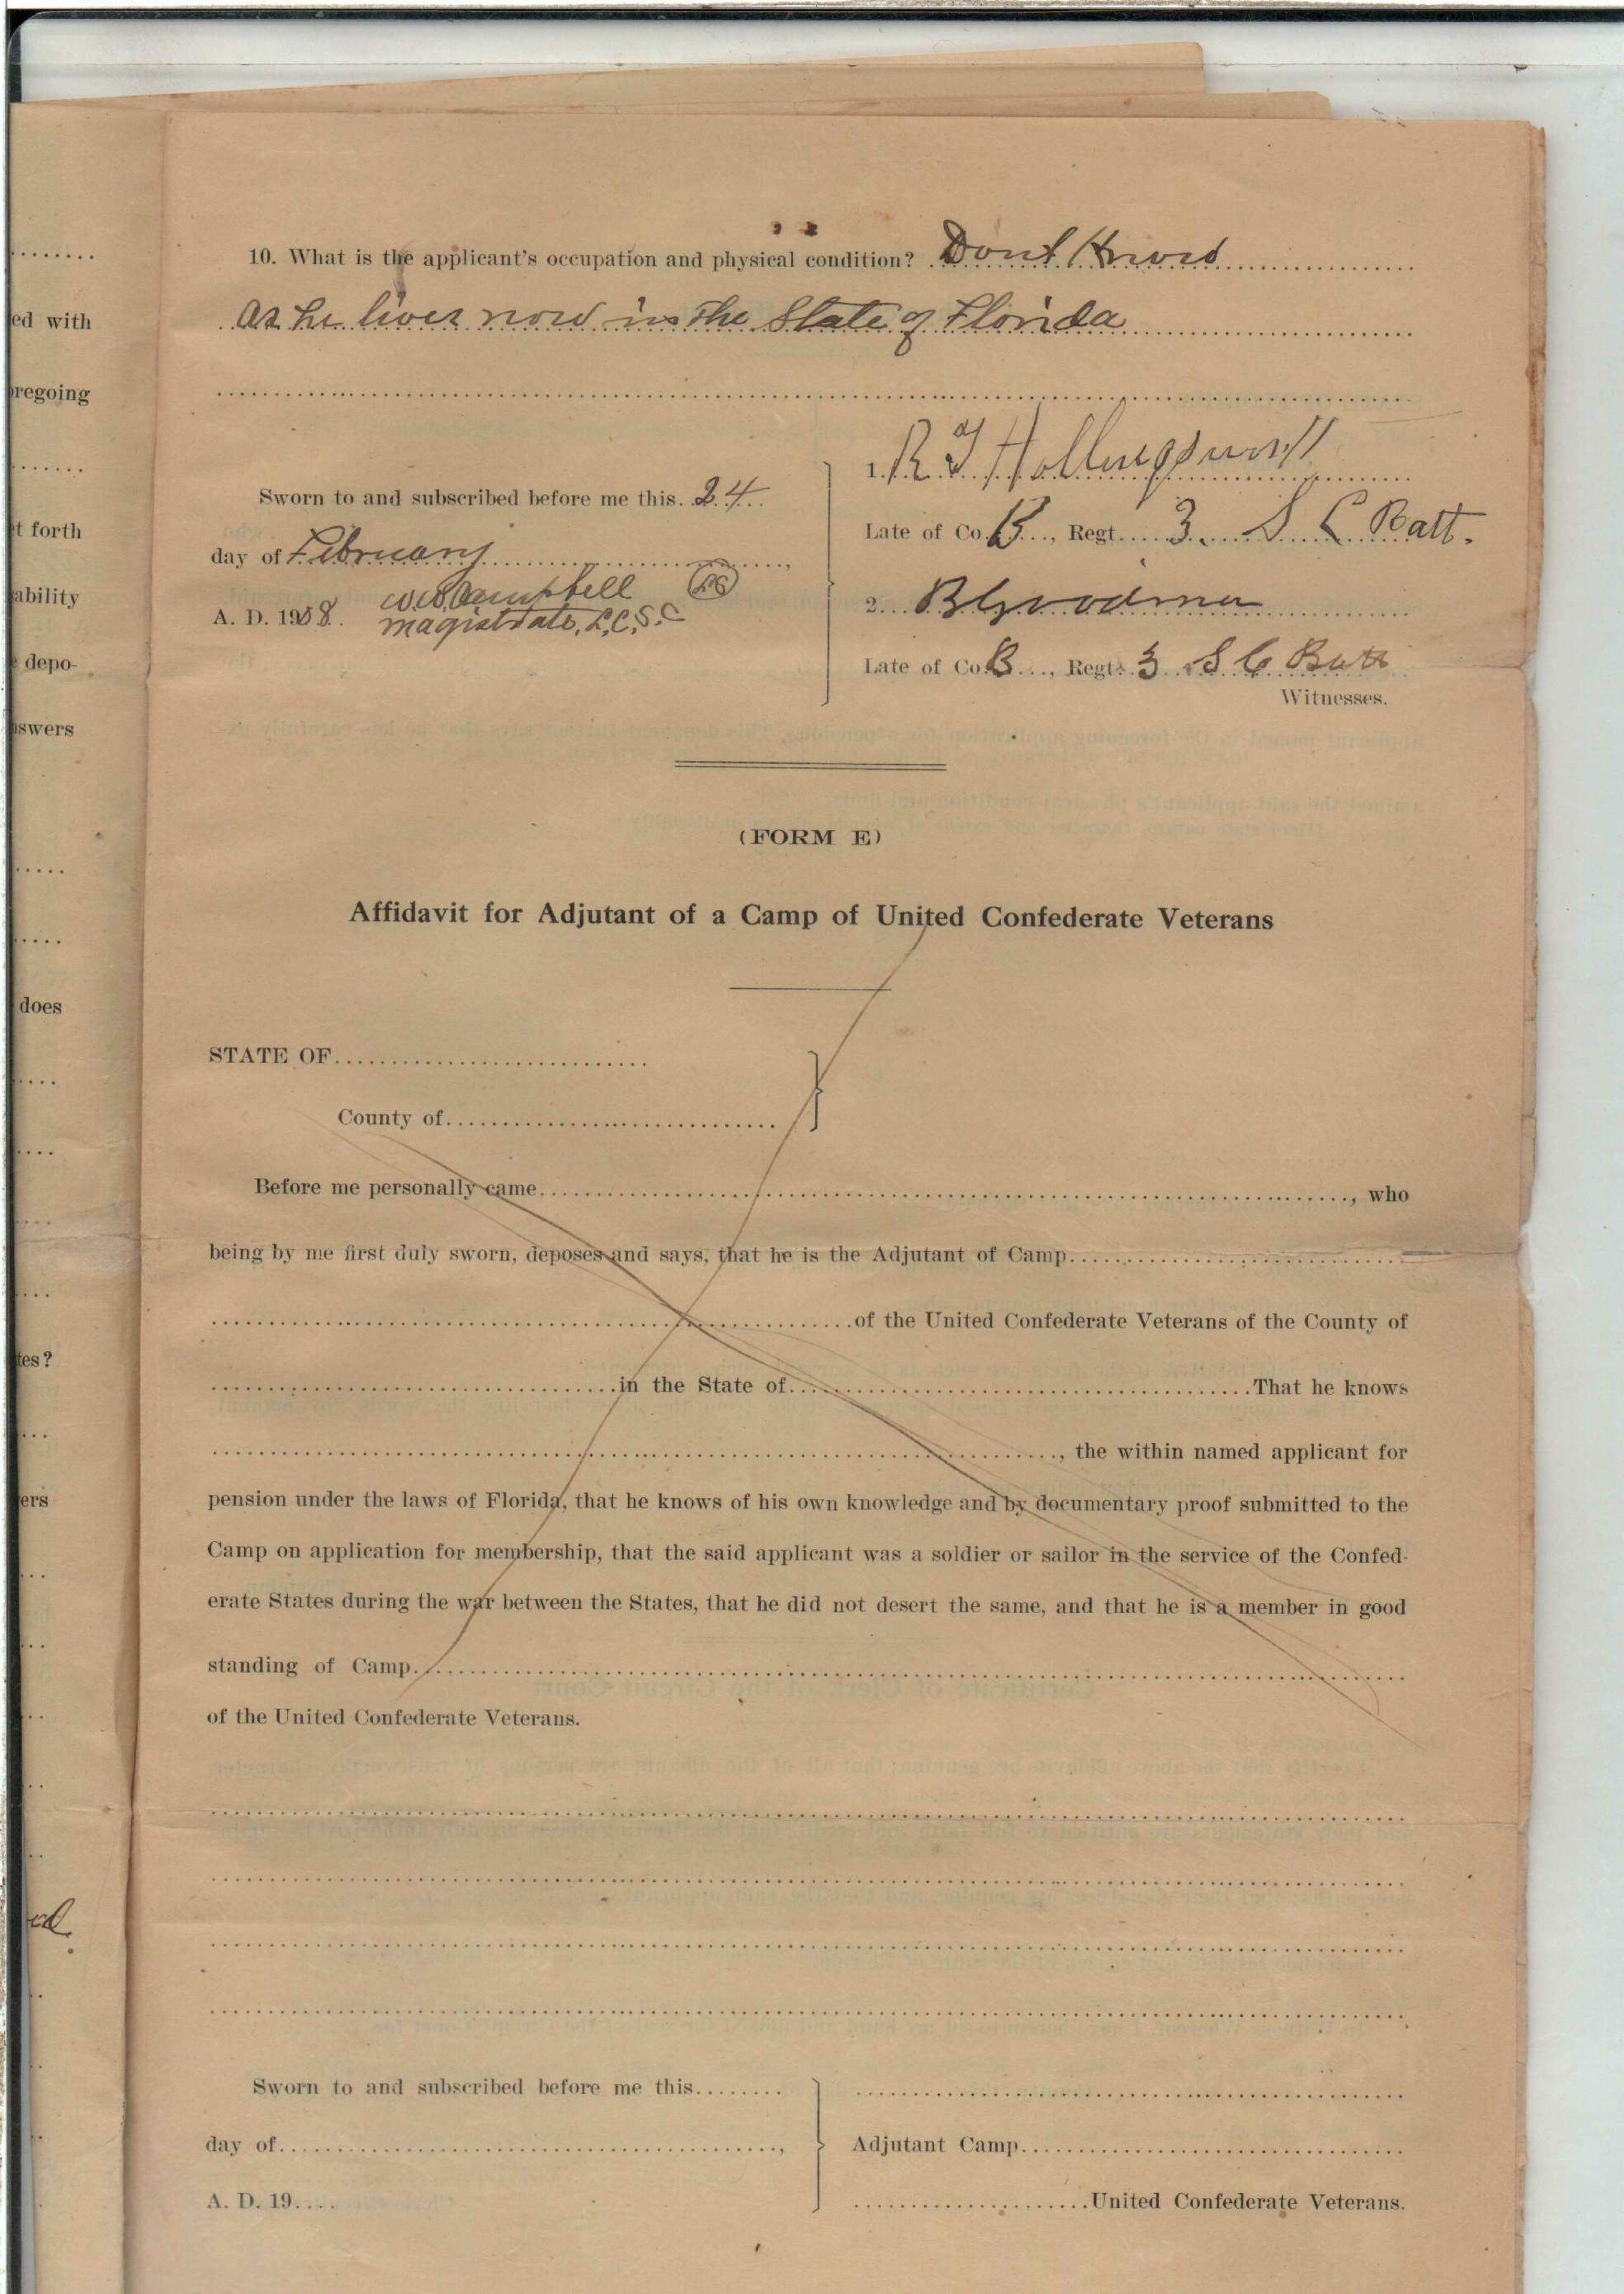 10. What is the applicant's occupation and physical condition? Dont Know
as he lives now in the State of Florida
1. R T Hollingsworth
Sworn to and subscribed before me this. 24
Late of Co. B., Regt. 3 S. C. Batt.
day of February,
W B Campbell
2. B Goodman
A. D. 1908.
magistrate, L.C.S.C
Late of Co. B., Regt. 3 S C Batt
Witnesses.
(FORM E)
Affidavit for Adjutant of a Camp of United Confederate Veterans
STATE OF
County of
Before me personally came, who
being by me first duly sworn, deposes and says, that he is the Adjutant of Camp
of the United Confederate Veterans of the County of
in the State of. That he knows
, the within named applicant for
pension under the laws of Florida, that he knows of his own knowledge and by documentary proof submitted to the
Camp on application for membership, that the said applicant was a soldier or sailor in the service of the Confed-
erate States during the war between the States, that he did not desert the same, and that he is a member in good
standing of Camp
of the United Confederate Veterans.
Sworn to and subscribed before me this
day of,
Adjutant Camp
A. D. 19
United Confederate Veterans.
ed with
regoing
t forth
ability
depo-
swers
does
tes?
ers